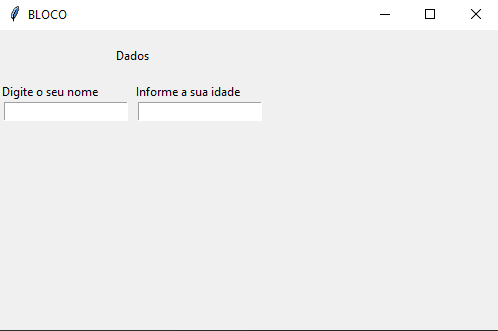 BLOCO
Dados
Digite o seu nome Informe a sua idade